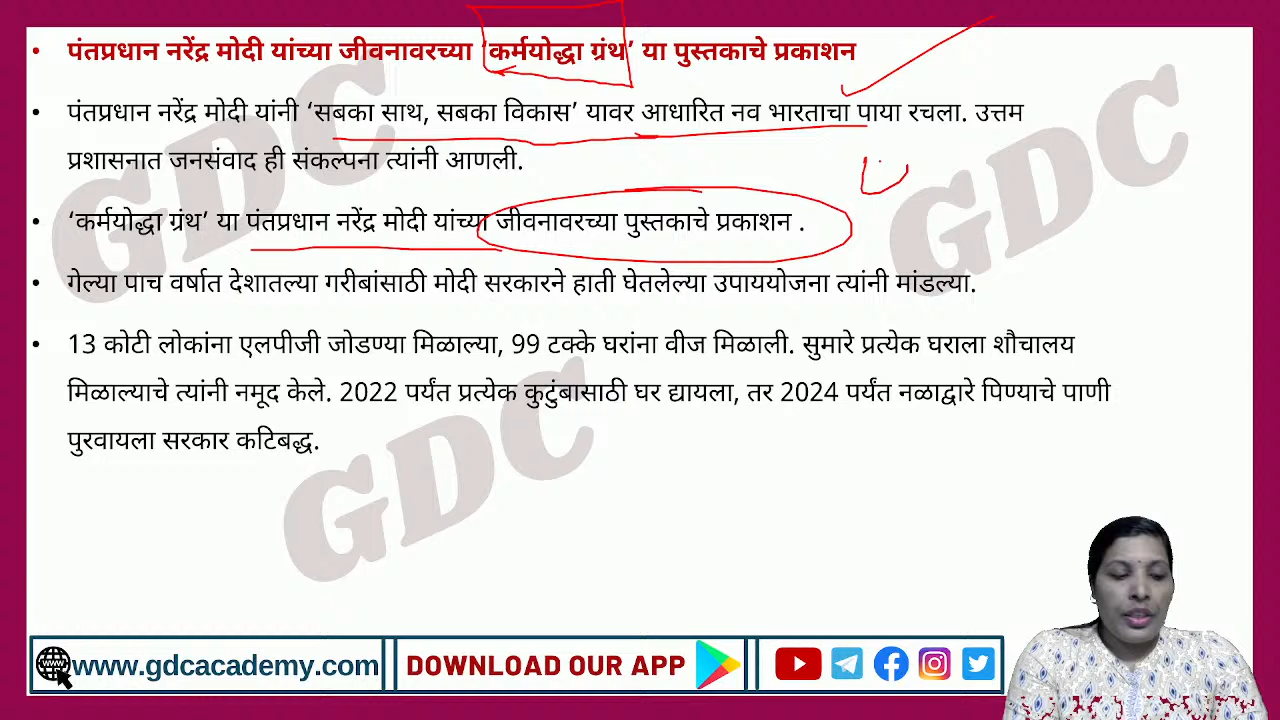 • पंतप्रधान नरेंद्र मोदी यांच्या जीवनावरच्या ‘कर्मयोद्धा ग्रंथ’ या पुस्तकाचे प्रकाशन
• पंतप्रधान नरेंद्र मोदी यांनी ‘सबका साथ, सबका विकास’ यावर आधारित नव भारताचा पाया रचला. उत्तम
प्रशासनात जनसंवाद ही संकल्पना त्यांनी आणली.
• ‘कर्मयोद्धा ग्रंथ’ या पंतप्रधान नरेंद्र मोदी यांच्या जीवनावरच्या पुस्तकाचे प्रकाशन .
• गेल्या पाच वर्षात देशातल्या गरीबांसाठी मोदी सरकारने हाती घेतलेल्या उपाययोजना त्यांनी मांडल्या.
• 13 कोटी लोकांना एलपीजी जोडण्या मिळाल्या, 99 टक्के घरांना वीज मिळाली. सुमारे प्रत्येक घराला शौचालय
मिळाल्याचे त्यांनी नमूद केले. 2022 पर्यंत प्रत्येक कुटुंबासाठी घर द्यायला, तर 2024 पर्यंत नळाद्वारे पिण्याचे पाणी
पुरवायला सरकार कटिबद्ध.
GDC
GDC
GDC
www.gdcacademy.com
DOWNLOAD OUR APP